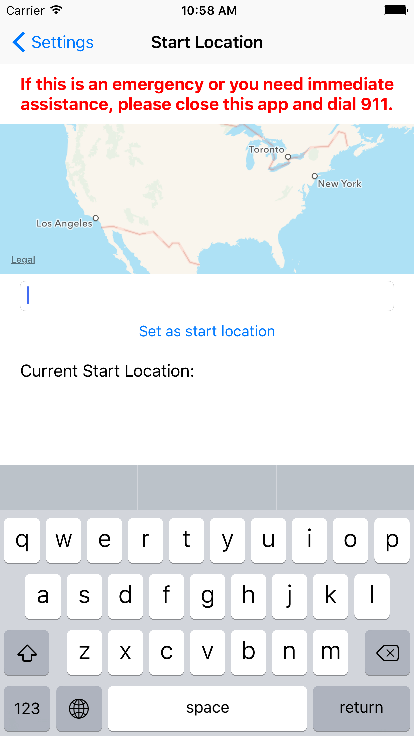 Carrier 10:58 AM
Settings Start Location
If this is an emergency or you need immediate
assistance, please close this app and dial 911.
Toronto
New York
Los Angeles
Legal
Set as start location
Current Start Location:
q w e r t y u i o p
a s d f g h j k l
z x c v b n m
123 space return